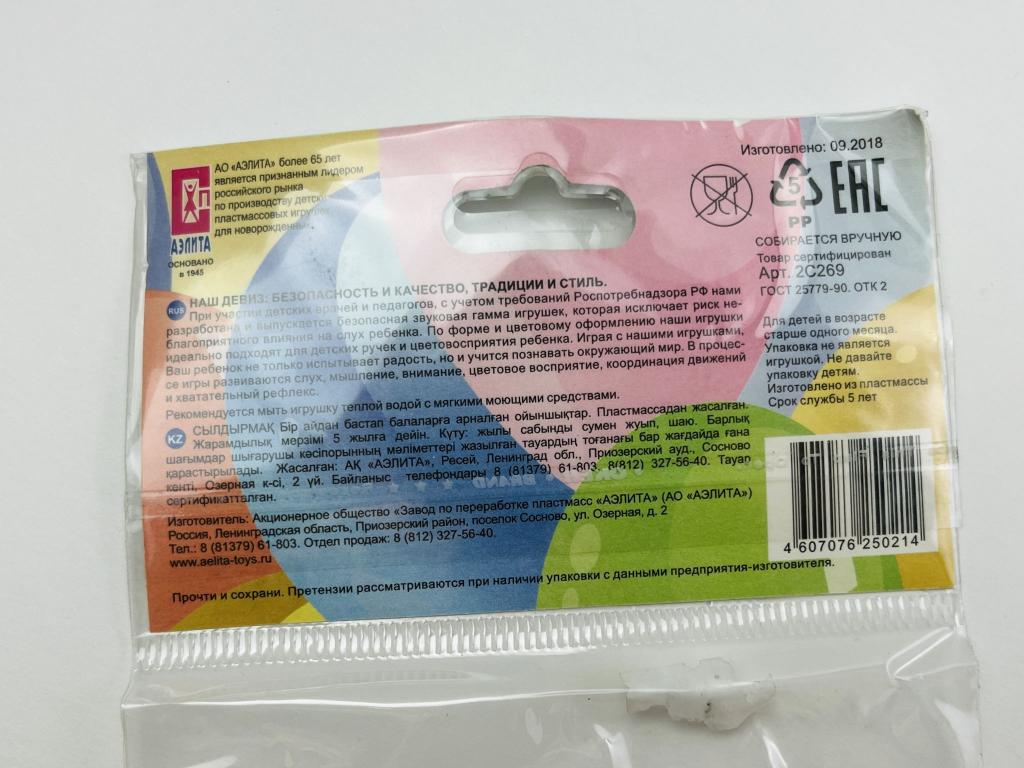 АО «АЭЛИТА» более 65 лет
является признанным лидером
российского рынка
по производству детских
пластмассовых игрушек
для новорожденных
АЭЛИТА
ОСНОВАНО
в 1945
Изготовлено: 09.2018
5
PP
EAC
СОБИРАЕТСЯ ВРУЧНУЮ
Товар сертифицирован
Арт. 2С269
ГОСТ 25779-90. ОТК 2
Для детей в возрасте
старше одного месяца.
Упаковка не является
игрушкой. Не давайте
упаковку детям.
Изготовлено из пластмассы
Срок службы 5 лет
RUS
НАШ ДЕВИЗ: БЕЗОПАСНОСТЬ И КАЧЕСТВО, ТРАДИЦИИ И СТИЛЬ.
При участии детских врачей и педагогов, с учетом требований Роспотребнадзора РФ нами
разработана и выпускается безопасная звуковая гамма игрушек, которая исключает риск не-
благоприятного влияния на слух ребенка. По форме и цветовому оформлению наши игрушки
идеально подходят для детских ручек и цветовосприятия ребенка. Играя с нашими игрушками,
Ваш ребенок не только испытывает радость, но и учится познавать окружающий мир. В процес-
се игры развиваются слух, мышление, внимание, цветовое восприятие, координация движений
и хватательный рефлекс.
Рекомендуется мыть игрушку теплой водой с мягкими моющими средствами.
KZ
СЫЛДЫРМАҚ Бір айдан бастап балаларға арналған ойыншықтар. Пластмассадан жасалған.
Жарамдылық мерзімі 5 жылға дейін. Күту: жылы сабынды сумен жуып, шаю. Барлық
шағымдар шығарушы кәсіпорынның мәліметтері жазылған тауардың тоғанағы бар жағдайда ғана
қарастырылады. Жасалған: АҚ «АЭЛИТА», Ресей, Ленинград обл., Приозерский ауд., Сосново
кенті, Озерная к-сі, 2 үй. Байланыс телефондары 8 (81379) 61-803, 8(812) 327-56-40. Тауар
сертификатталған.
Изготовитель: Акционерное общество «Завод по переработке пластмасс «АЭЛИТА» (АО «АЭЛИТА»)
Россия, Ленинградская область, Приозерский район, поселок Сосново, ул. Озерная, д. 2
Тел.: 8 (81379) 61-803. Отдел продаж: 8 (812) 327-56-40.
www.aelita-toys.ru
4 607076 250214
Прочти и сохрани. Претензии рассматриваются при наличии упаковки с данными предприятия-изготовителя.